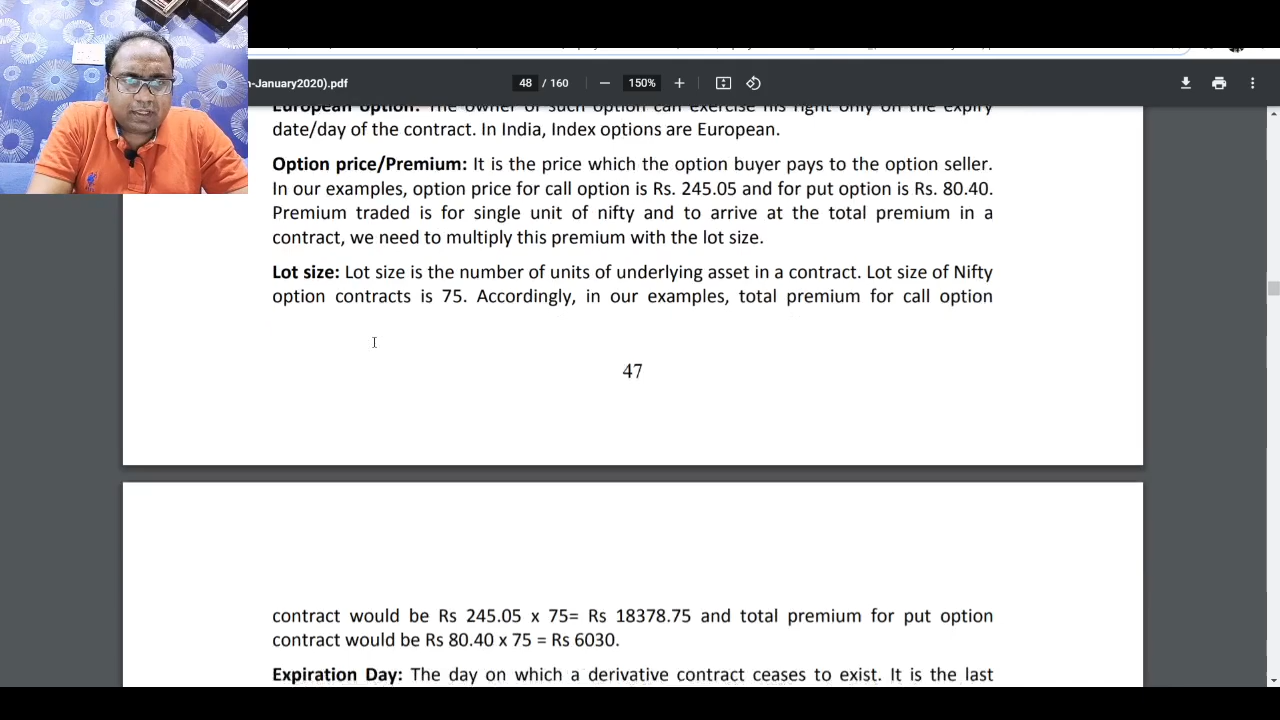 n-January2020).pdf
48 / 160
150%
European option: The owner of such option can exercise his right only on the expiry
date/day of the contract. In India, Index options are European.
Option price/Premium: It is the price which the option buyer pays to the option seller.
In our examples, option price for call option is Rs. 245.05 and for put option is Rs. 80.40.
Premium traded is for single unit of nifty and to arrive at the total premium in a
contract, we need to multiply this premium with the lot size.
Lot size: Lot size is the number of units of underlying asset in a contract. Lot size of Nifty
option contracts is 75. Accordingly, in our examples, total premium for call option
47
contract would be Rs 245.05 x 75= Rs 18378.75 and total premium for put option
contract would be Rs 80.40 x 75 = Rs 6030.
Expiration Day: The day on which a derivative contract ceases to exist. It is the last